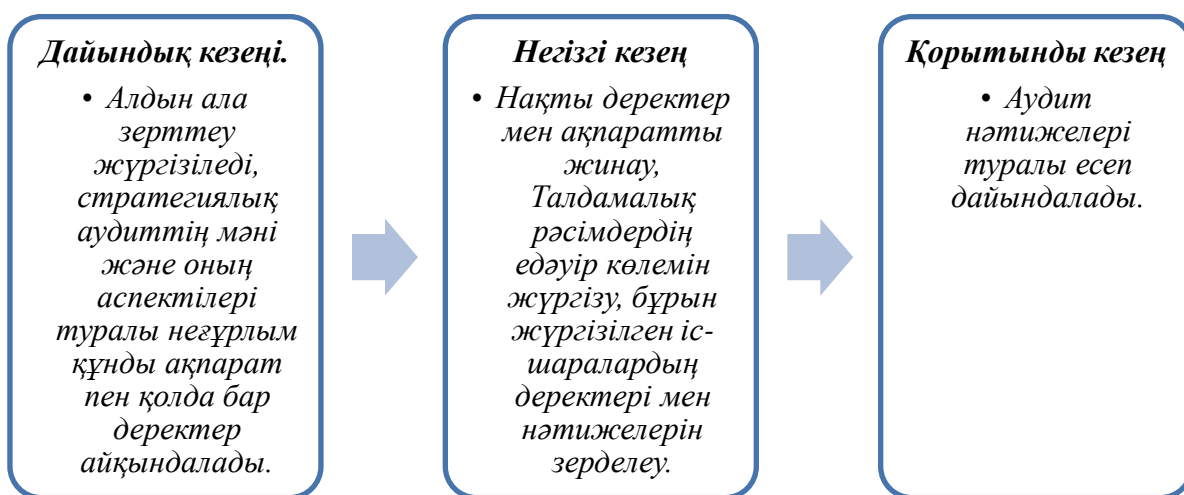 Дайындық кезеңі.
• Алдын ала
зерттеу
жүргізіледі,
стратегиялық
аудиттің мәні
және оның
аспектілері
туралы неғұрлым
құнды ақпарат
пен қолда бар
деректер
айқындалады.
Негізгі кезең
• Нақты деректер
мен ақпаратты
жинау,
Талдамалық
рәсімдердің
едәуір көлемін
жүргізу, бұрын
жүргізілген іс-
шаралардың
деректері мен
нәтижелерін
зерделеу.
Қорытынды кезең
• Аудит
нәтижелері
туралы есеп
дайындалады.